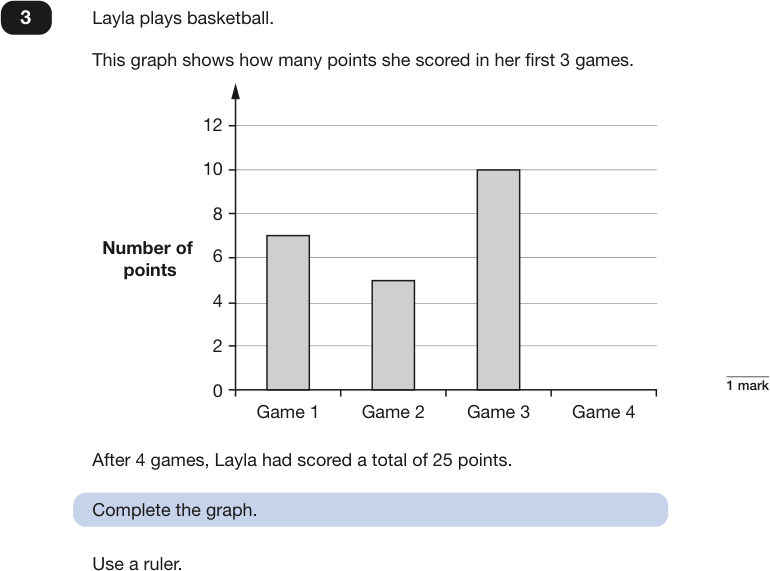 3
Layla plays basketball.
This graph shows how many points she scored in her first 3 games.
12
10
8
Number of
points
6
4
2
0
Game 1 Game 2 Game 3 Game 4
1 mark
After 4 games, Layla had scored a total of 25 points.
Complete the graph.
Use a ruler.